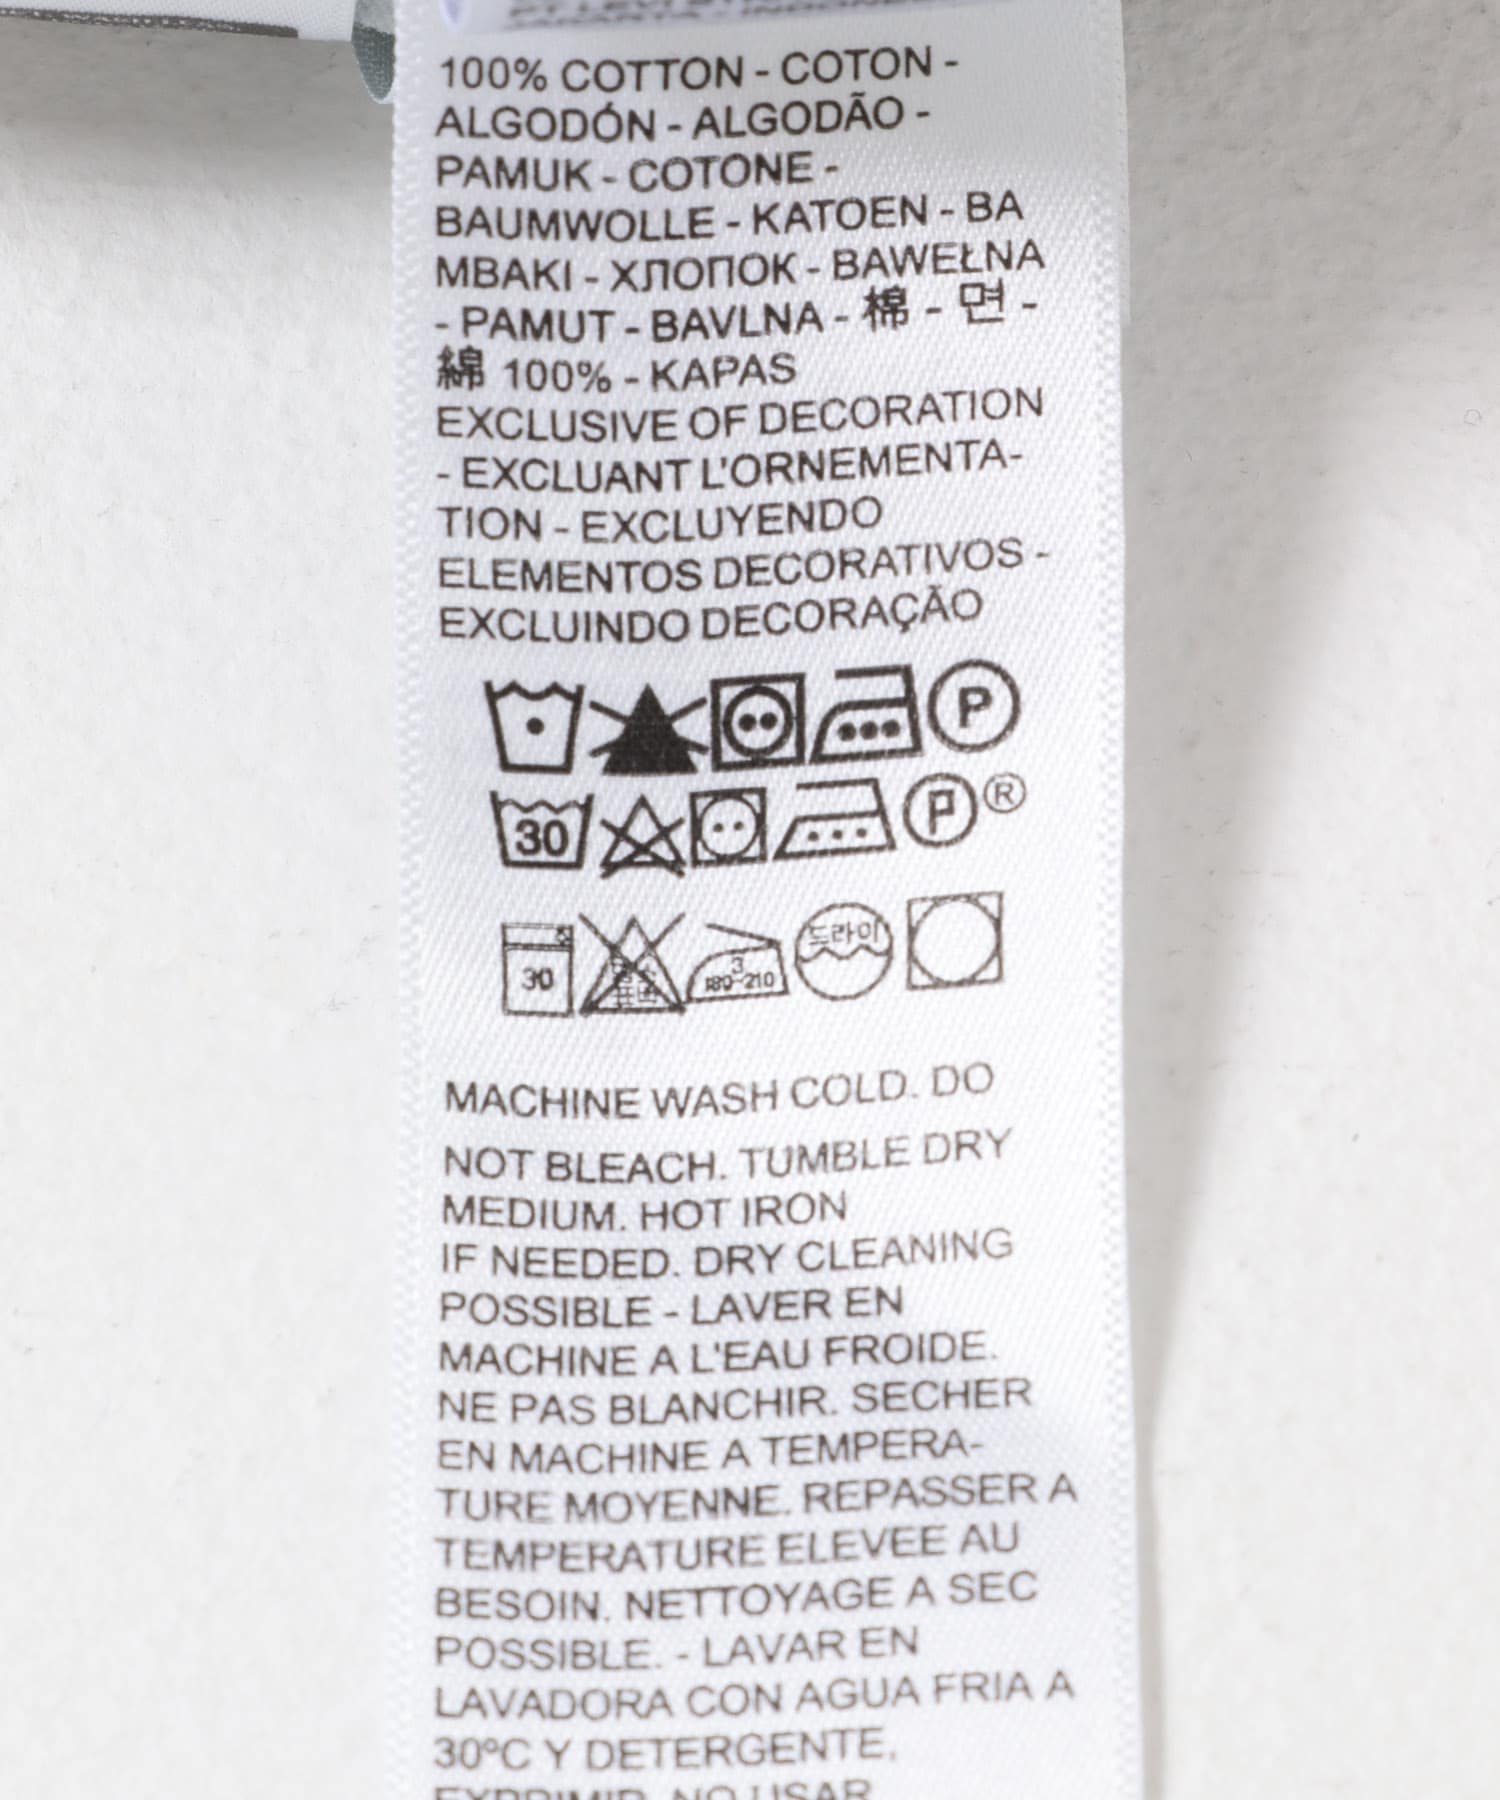 100% COTTON - COTON -
ALGODÓN - ALGODÃO -
PAMUK - COTONE -
BAUMWOLLE - KATOEN - BA
MBAKI - ХЛОПОК - BAWEŁNA
- PAMUT - BAVLNA - 棉 - 면 -
綿 100% - KAPAS
EXCLUSIVE OF DECORATION
- EXCLUANT L'ORNEMENTA-
TION - EXCLUYENDO
ELEMENTOS DECORATIVOS -
EXCLUINDO DECORAÇÃO
P
30 P ®
30 3 180~210 드라이
MACHINE WASH COLD. DO
NOT BLEACH. TUMBLE DRY
MEDIUM. HOT IRON
IF NEEDED. DRY CLEANING
POSSIBLE - LAVER EN
MACHINE A L'EAU FROIDE.
NE PAS BLANCHIR. SECHER
EN MACHINE A TEMPERA-
TURE MOYENNE. REPASSER A
TEMPERATURE ELEVEE AU
BESOIN. NETTOYAGE A SEC
POSSIBLE. - LAVAR EN
LAVADORA CON AGUA FRIA A
30ºC Y DETERGENTE,
EXPRIMIR. NO USAR